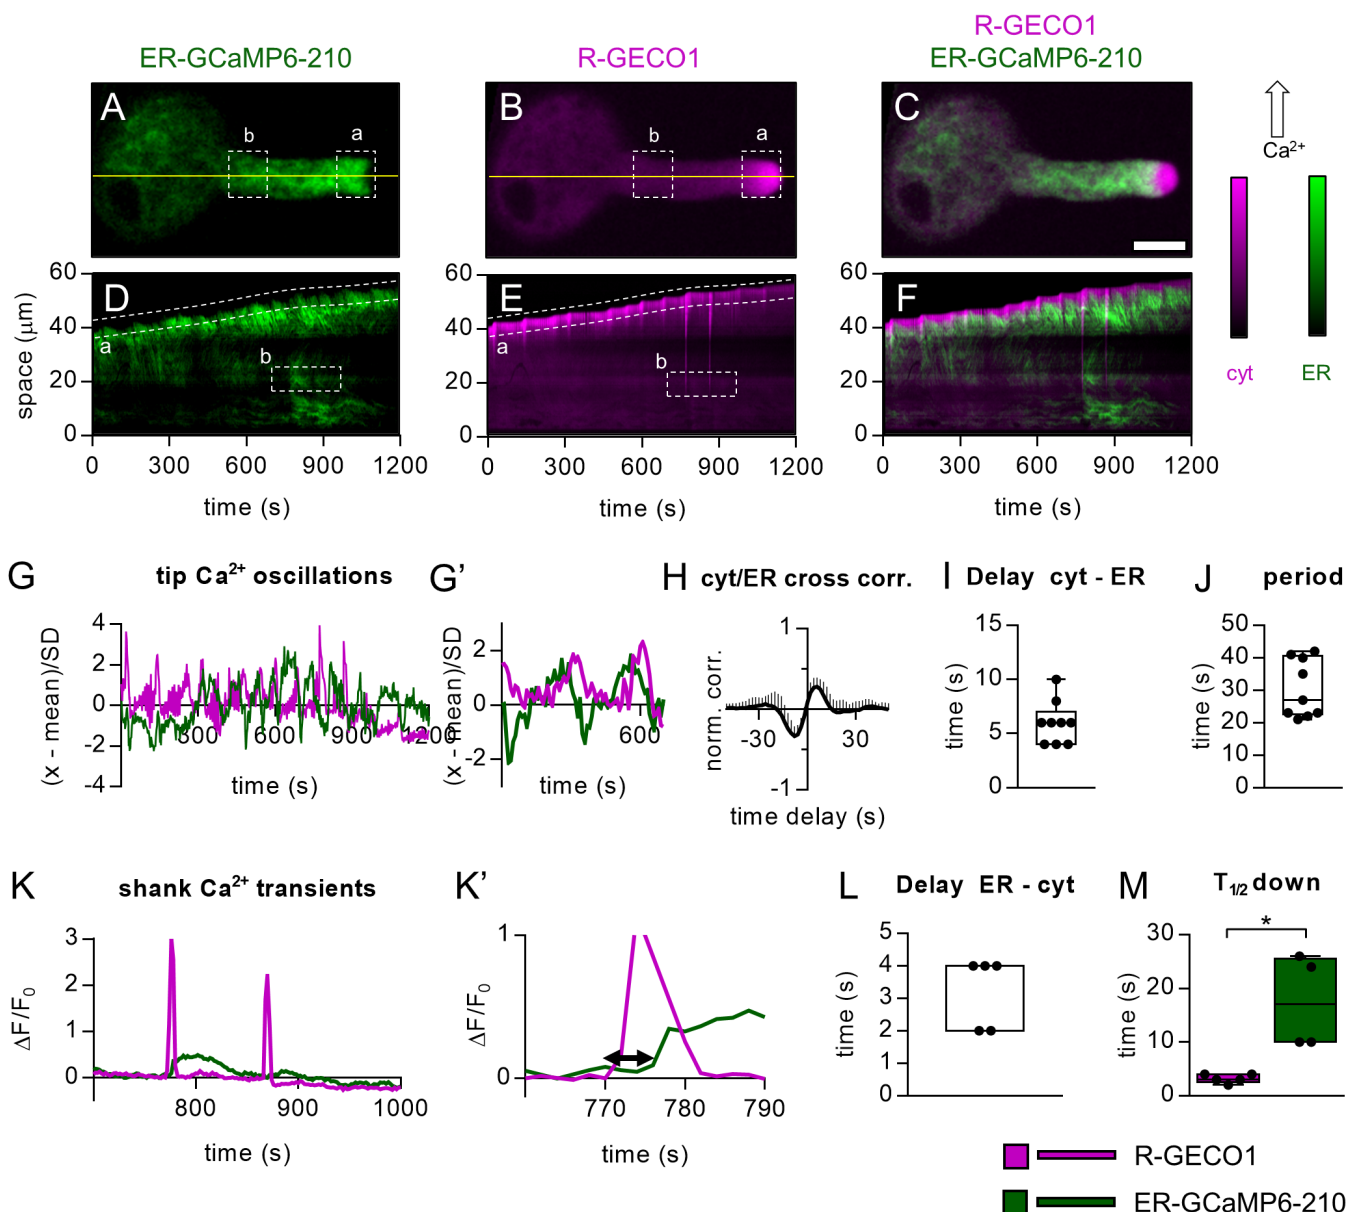 R-GECO1
ER-GCaMP6-210 R-GECO1 ER-GCaMP6-210
A b a B b a C
Ca²⁺
cyt ER
space (μm)
60 40 20 0
D a b
60 40 20 0
E a b
60 40 20 0
F
0 300 600 900 1200
0 300 600 900 1200
0 300 600 900 1200
time (s) time (s) time (s)
G tip Ca²⁺ oscillations
(x - mean)/SD
4 2 0 -2 -4
300 600 900 1200
time (s)
G’
(x - mean)/SD
2 0 -2
600
time (s)
H cyt/ER cross corr.
norm. corr.
1 -1
-30 30
time delay (s)
I Delay cyt - ER
time (s)
15 10 5 0
J period
time (s)
50 40 30 20 10 0
K shank Ca²⁺ transients
ΔF/F₀
3 2 1 0
800 900 1000
time (s)
K’
ΔF/F₀
1 0
770 780 790
time (s)
L Delay ER - cyt
time (s)
5 4 3 2 1 0
M T₁/₂ down
*
time (s)
30 20 10 0
R-GECO1
ER-GCaMP6-210